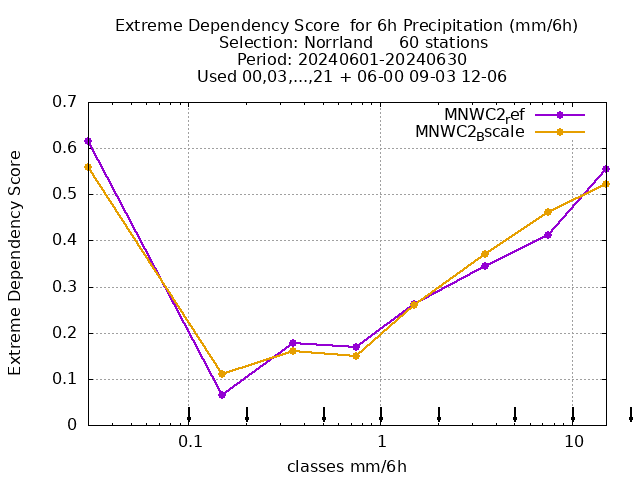 Extreme Dependency Score  for 6h Precipitation (mm/6h)
Selection: Norrland     60 stations
Period: 20240601-20240630
Used 00,03,...,21 + 06-00 09-03 12-06
MNWC2ref
MNWC2Bscale
0.7
0.6
0.5
0.4
0.3
0.2
0.1
0
Extreme Dependency Score
0.1
1
10
classes mm/6h